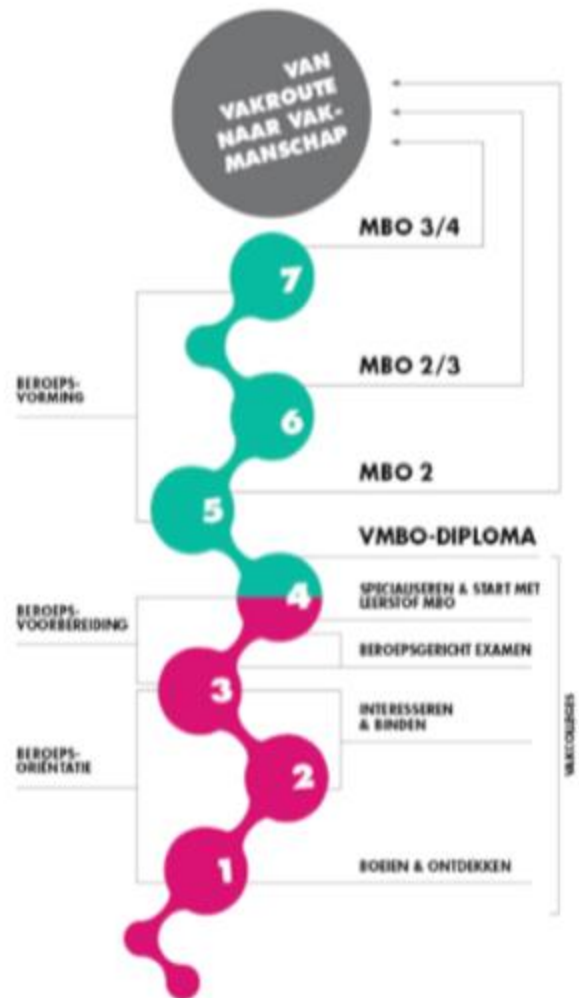 VAN
VAKROUTE
NAAR VAK-
MANSCHAP
MBO 3/4
7
MBO 2/3
BEROEPS-
VORMING
6
MBO 2
5
VMBO-DIPLOMA
4
SPECIALISEREN & START MET
LEERSTOF MBO
BEROEPS-
VOORBEREIDING
BEROEPSGERICHT EXAMEN
3
INTERESSEREN
& BINDEN
VAKCOLLEGES
BEROEPS-
ORIËNTATIE
2
1
BOEIEN & ONTDEKKEN